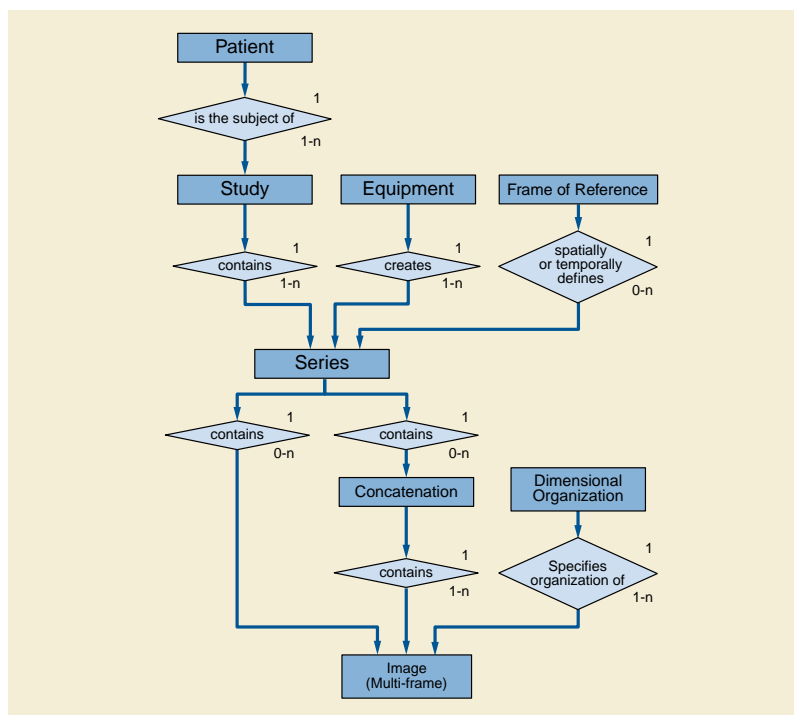 Patient
1
is the subject of
1-n
Study
Equipment
Frame of Reference
1
contains
1-n
1
creates
1-n
1
spatially
or temporally
defines
0-n
Series
1
contains
0-n
1
contains
0-n
Concatenation
Dimensional
Organization
1
contains
1-n
1
Specifies
organization of
1-n
Image
(Multi-frame)